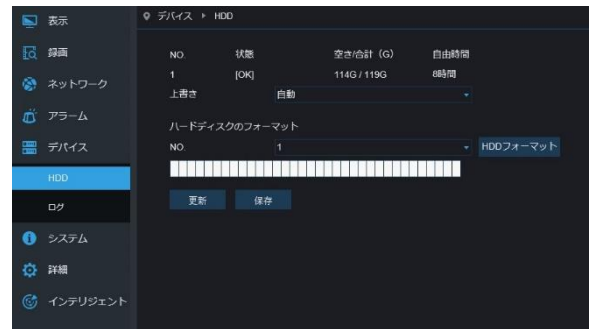 表示
録画
ネットワーク
アラーム
デバイス
HDD
ログ
システム
詳細
インテリジェント
デバイス ▸ HDD
NO. 状態 空き/合計（G） 自由時間
1 [OK] 114G / 119G 8時間
上書き 自動
ハードディスクのフォーマット
NO. 1 HDDフォーマット
更新 保存